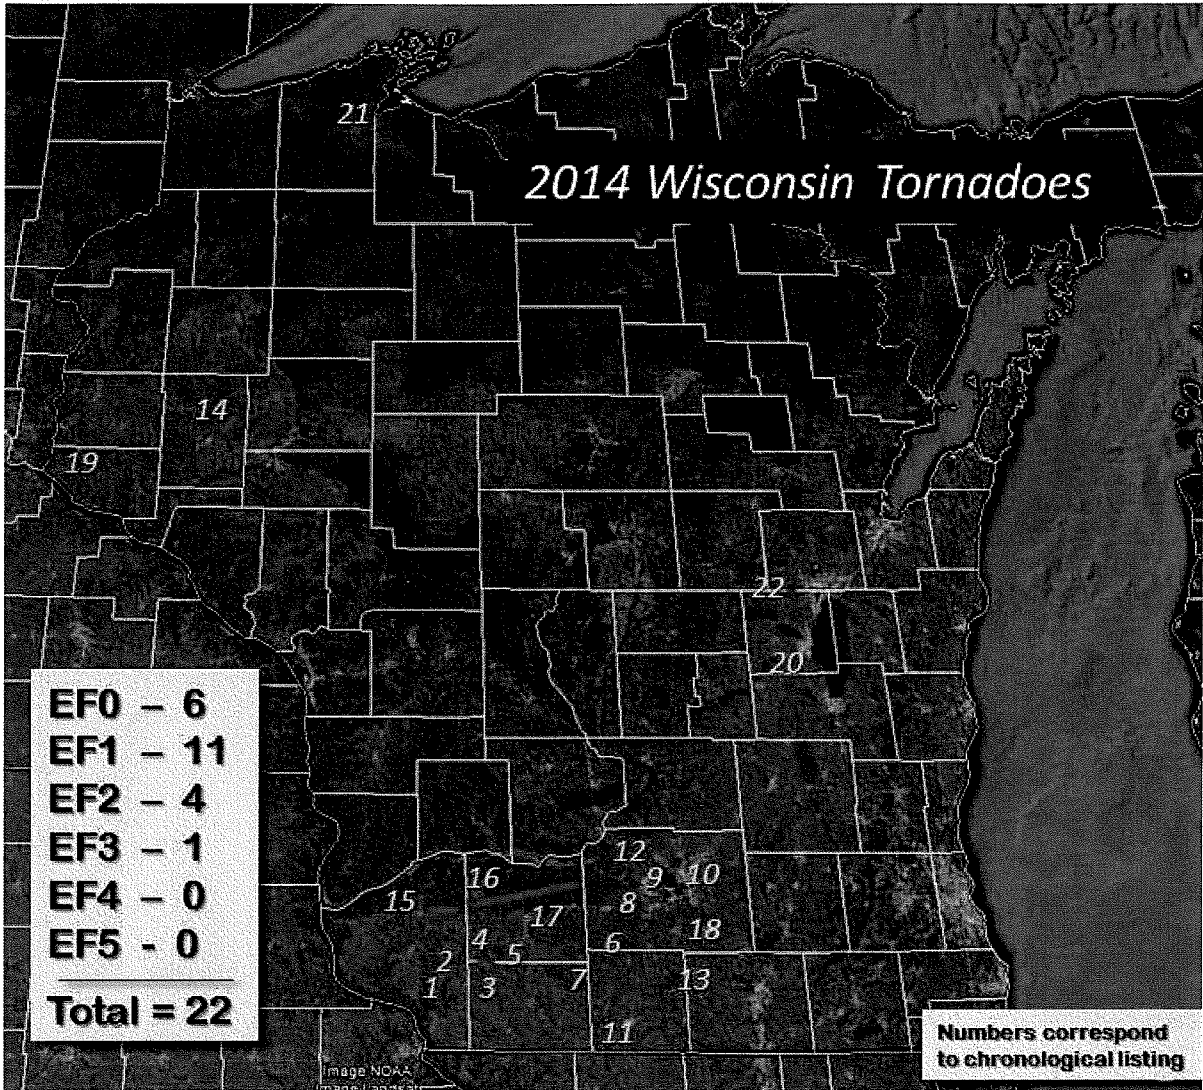 21
2014 Wisconsin Tornadoes
14
19
22
20
EF0 – 6
EF1 – 11
EF2 – 4
EF3 – 1
EF4 – 0
EF5 - 0
Total = 22
12
16
9
10
15
8
17
18
4
6
5
2
7
13
1
3
11
Numbers correspond
to chronological listing
Image NOAA
Image Landsat